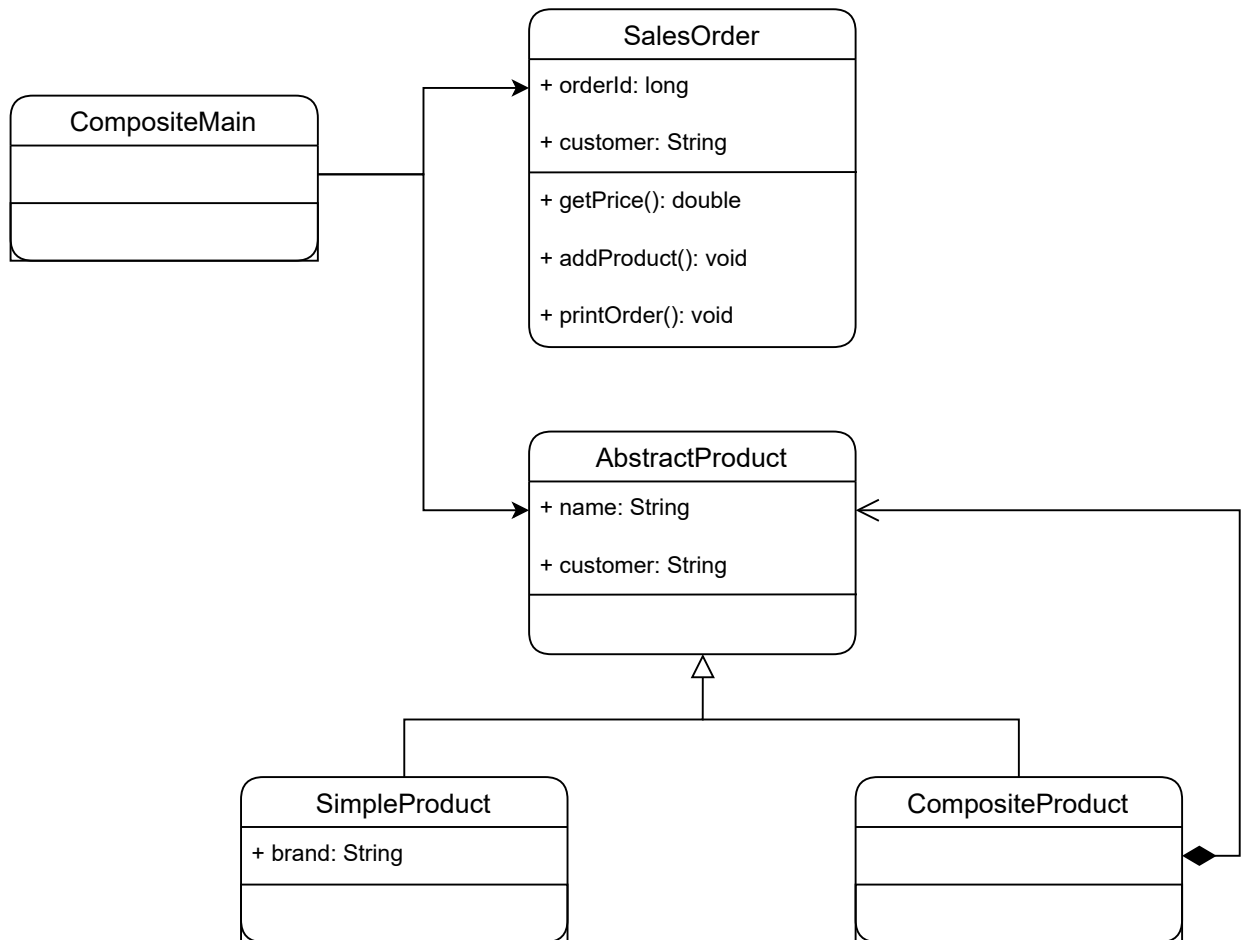 SalesOrder
+ orderId: long
+ customer: String
+ getPrice(): double
+ addProduct(): void
+ printOrder(): void
CompositeMain
AbstractProduct
+ name: String
+ customer: String
SimpleProduct
+ brand: String
CompositeProduct